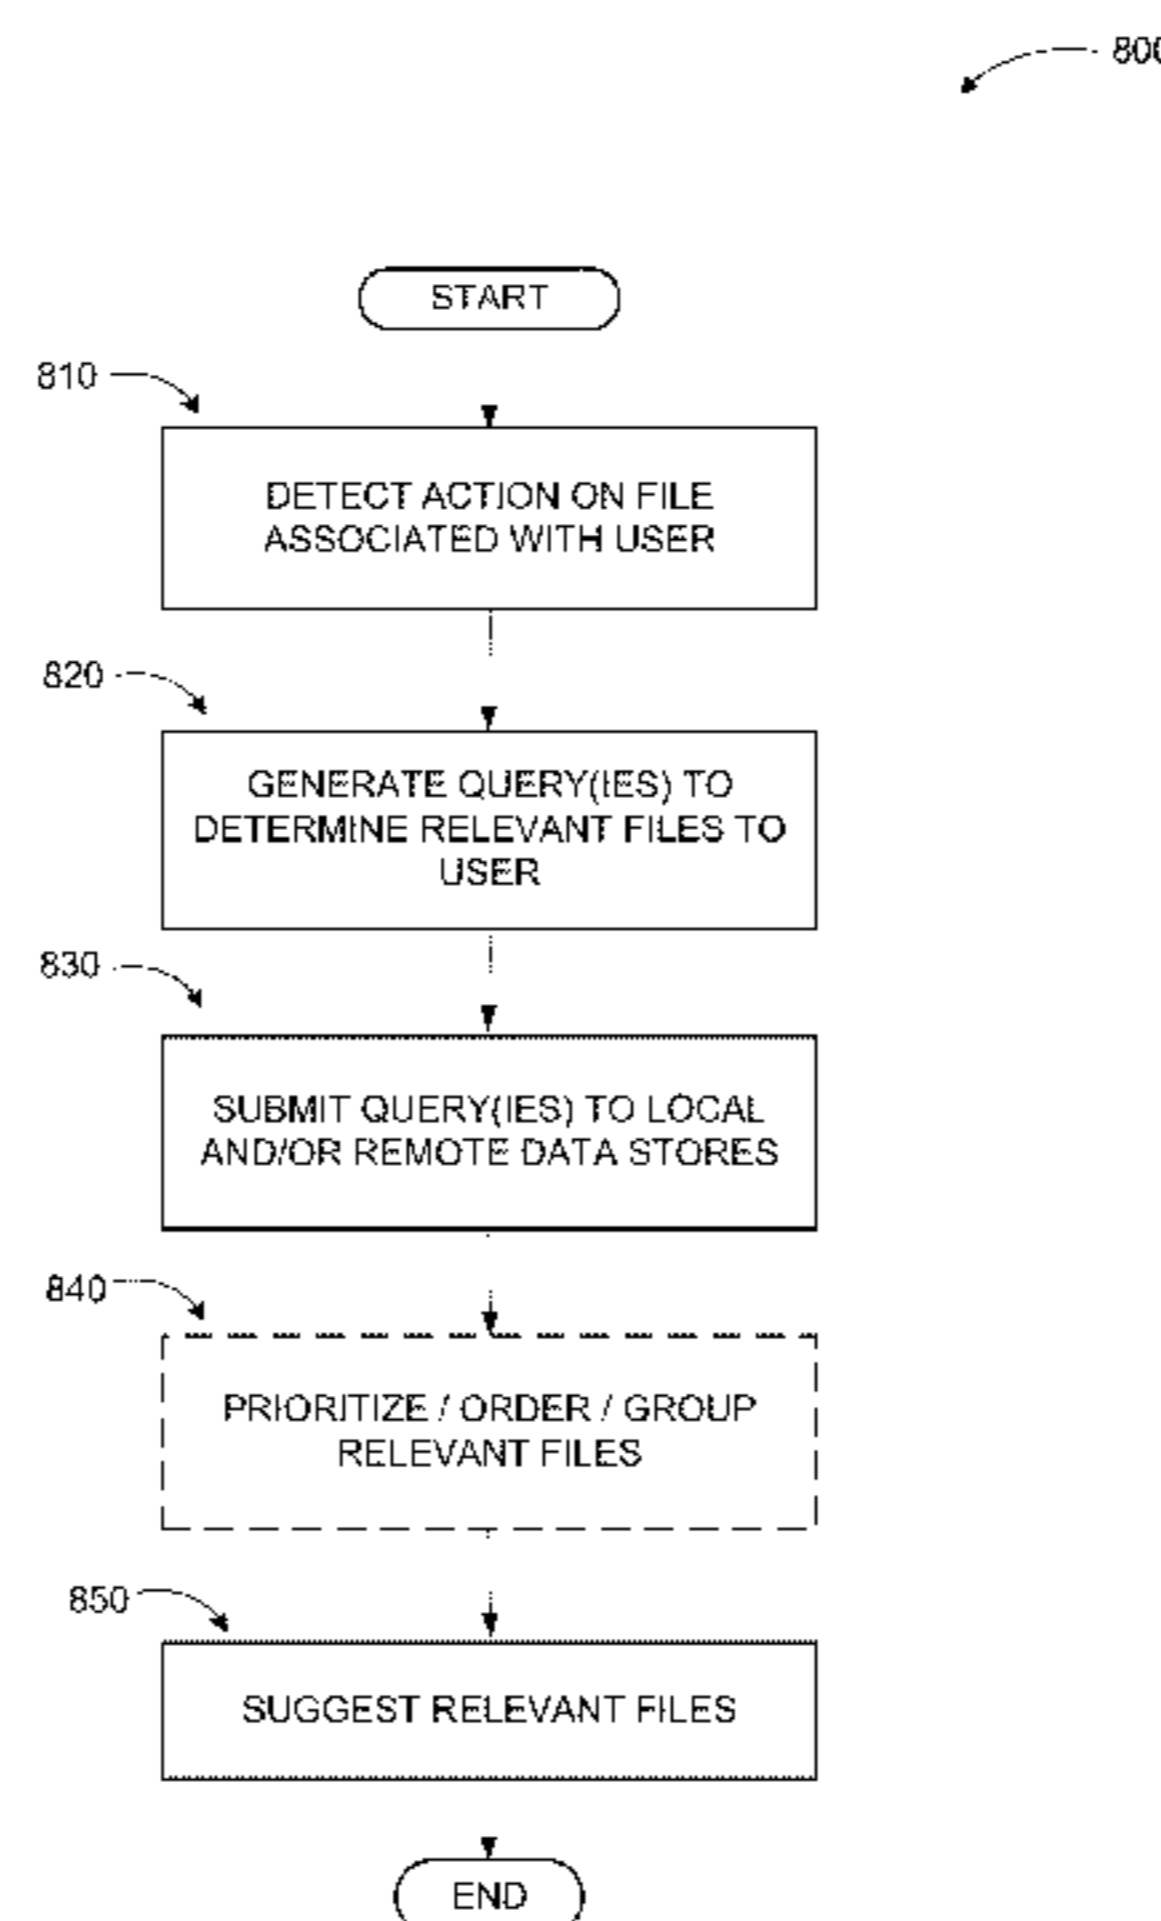 800
START
810
DETECT ACTION ON FILE
ASSOCIATED WITH USER
820
GENERATE QUERY(IES) TO
DETERMINE RELEVANT FILES TO
USER
830
SUBMIT QUERY(IES) TO LOCAL
AND/OR REMOTE DATA STORES
840
PRIORITIZE / ORDER / GROUP
RELEVANT FILES
850
SUGGEST RELEVANT FILES
END